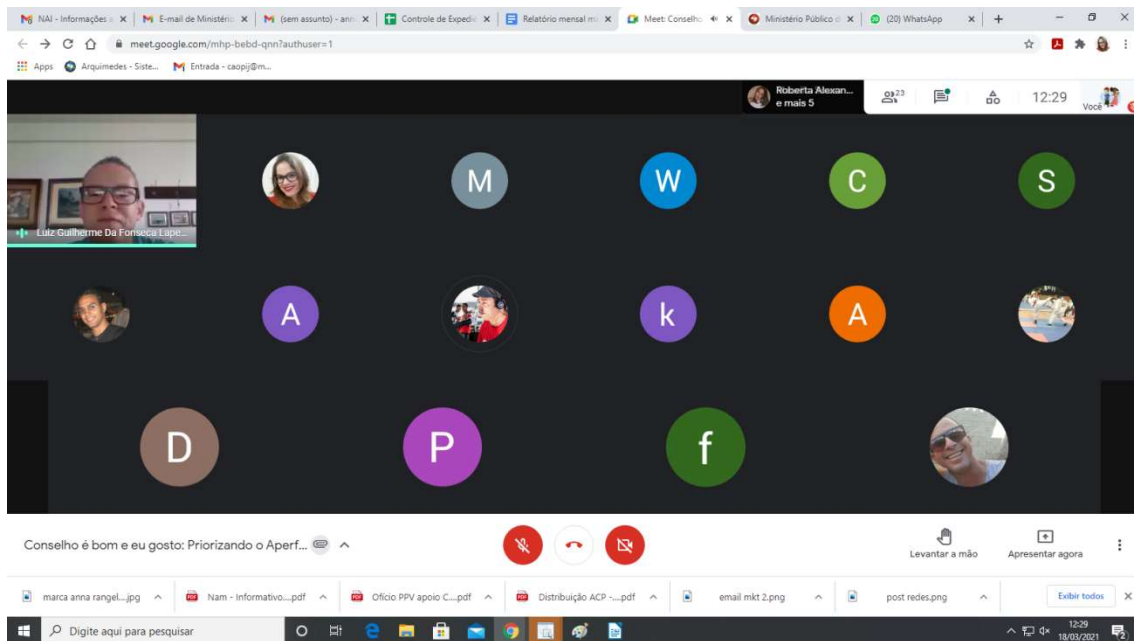 NAI - Informações a
E-mail de Ministéri
(sem assunto) - ann
Controle de Expedie
Relatório mensal m
Meet: Conselho
Ministério Público
(20) WhatsApp
meet.google.com/mhp-bebd-qnn?authuser=1
Apps
Arquimedes - Siste...
Entrada - caopij@m...
Roberta Alexan...
e mais 5
23
12:29
Você
Luiz Guilherme Da Fonseca Lape...
M
W
C
S
A
k
A
D
P
f
Conselho é bom e eu gosto: Priorizando o Aperf...
Levantar a mão
Apresentar agora
marca anna rangel....jpg
Nam - Informativo....pdf
Ofício PPV apoio C....pdf
Distribuição ACP -....pdf
email mkt 2.png
post redes.png
Exibir todos
Digite aqui para pesquisar
12:29
18/03/2021